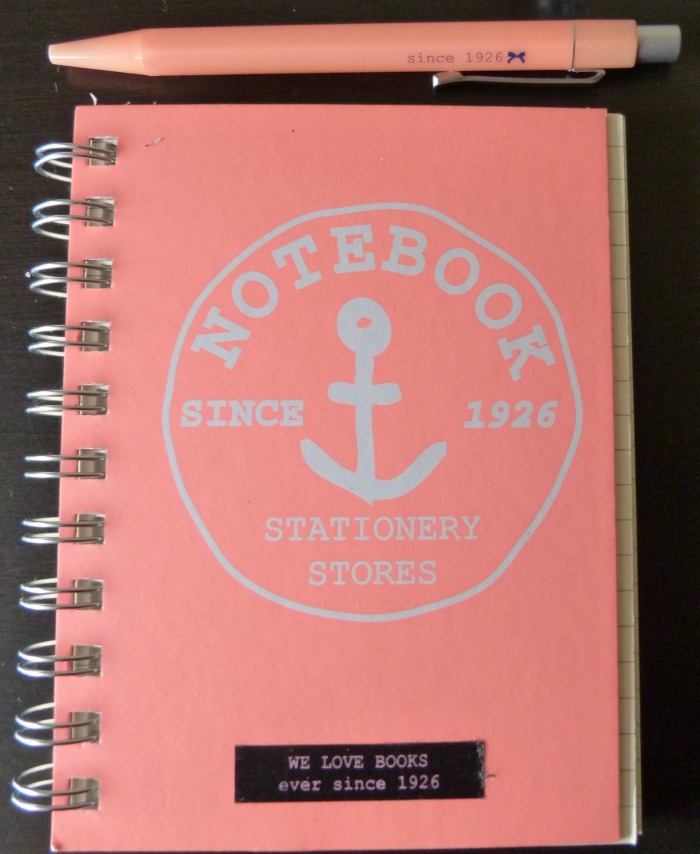 since 1926
NOTEBOOK
SINCE 1926
STATIONERY
STORES
WE LOVE BOOKS
ever since 1926